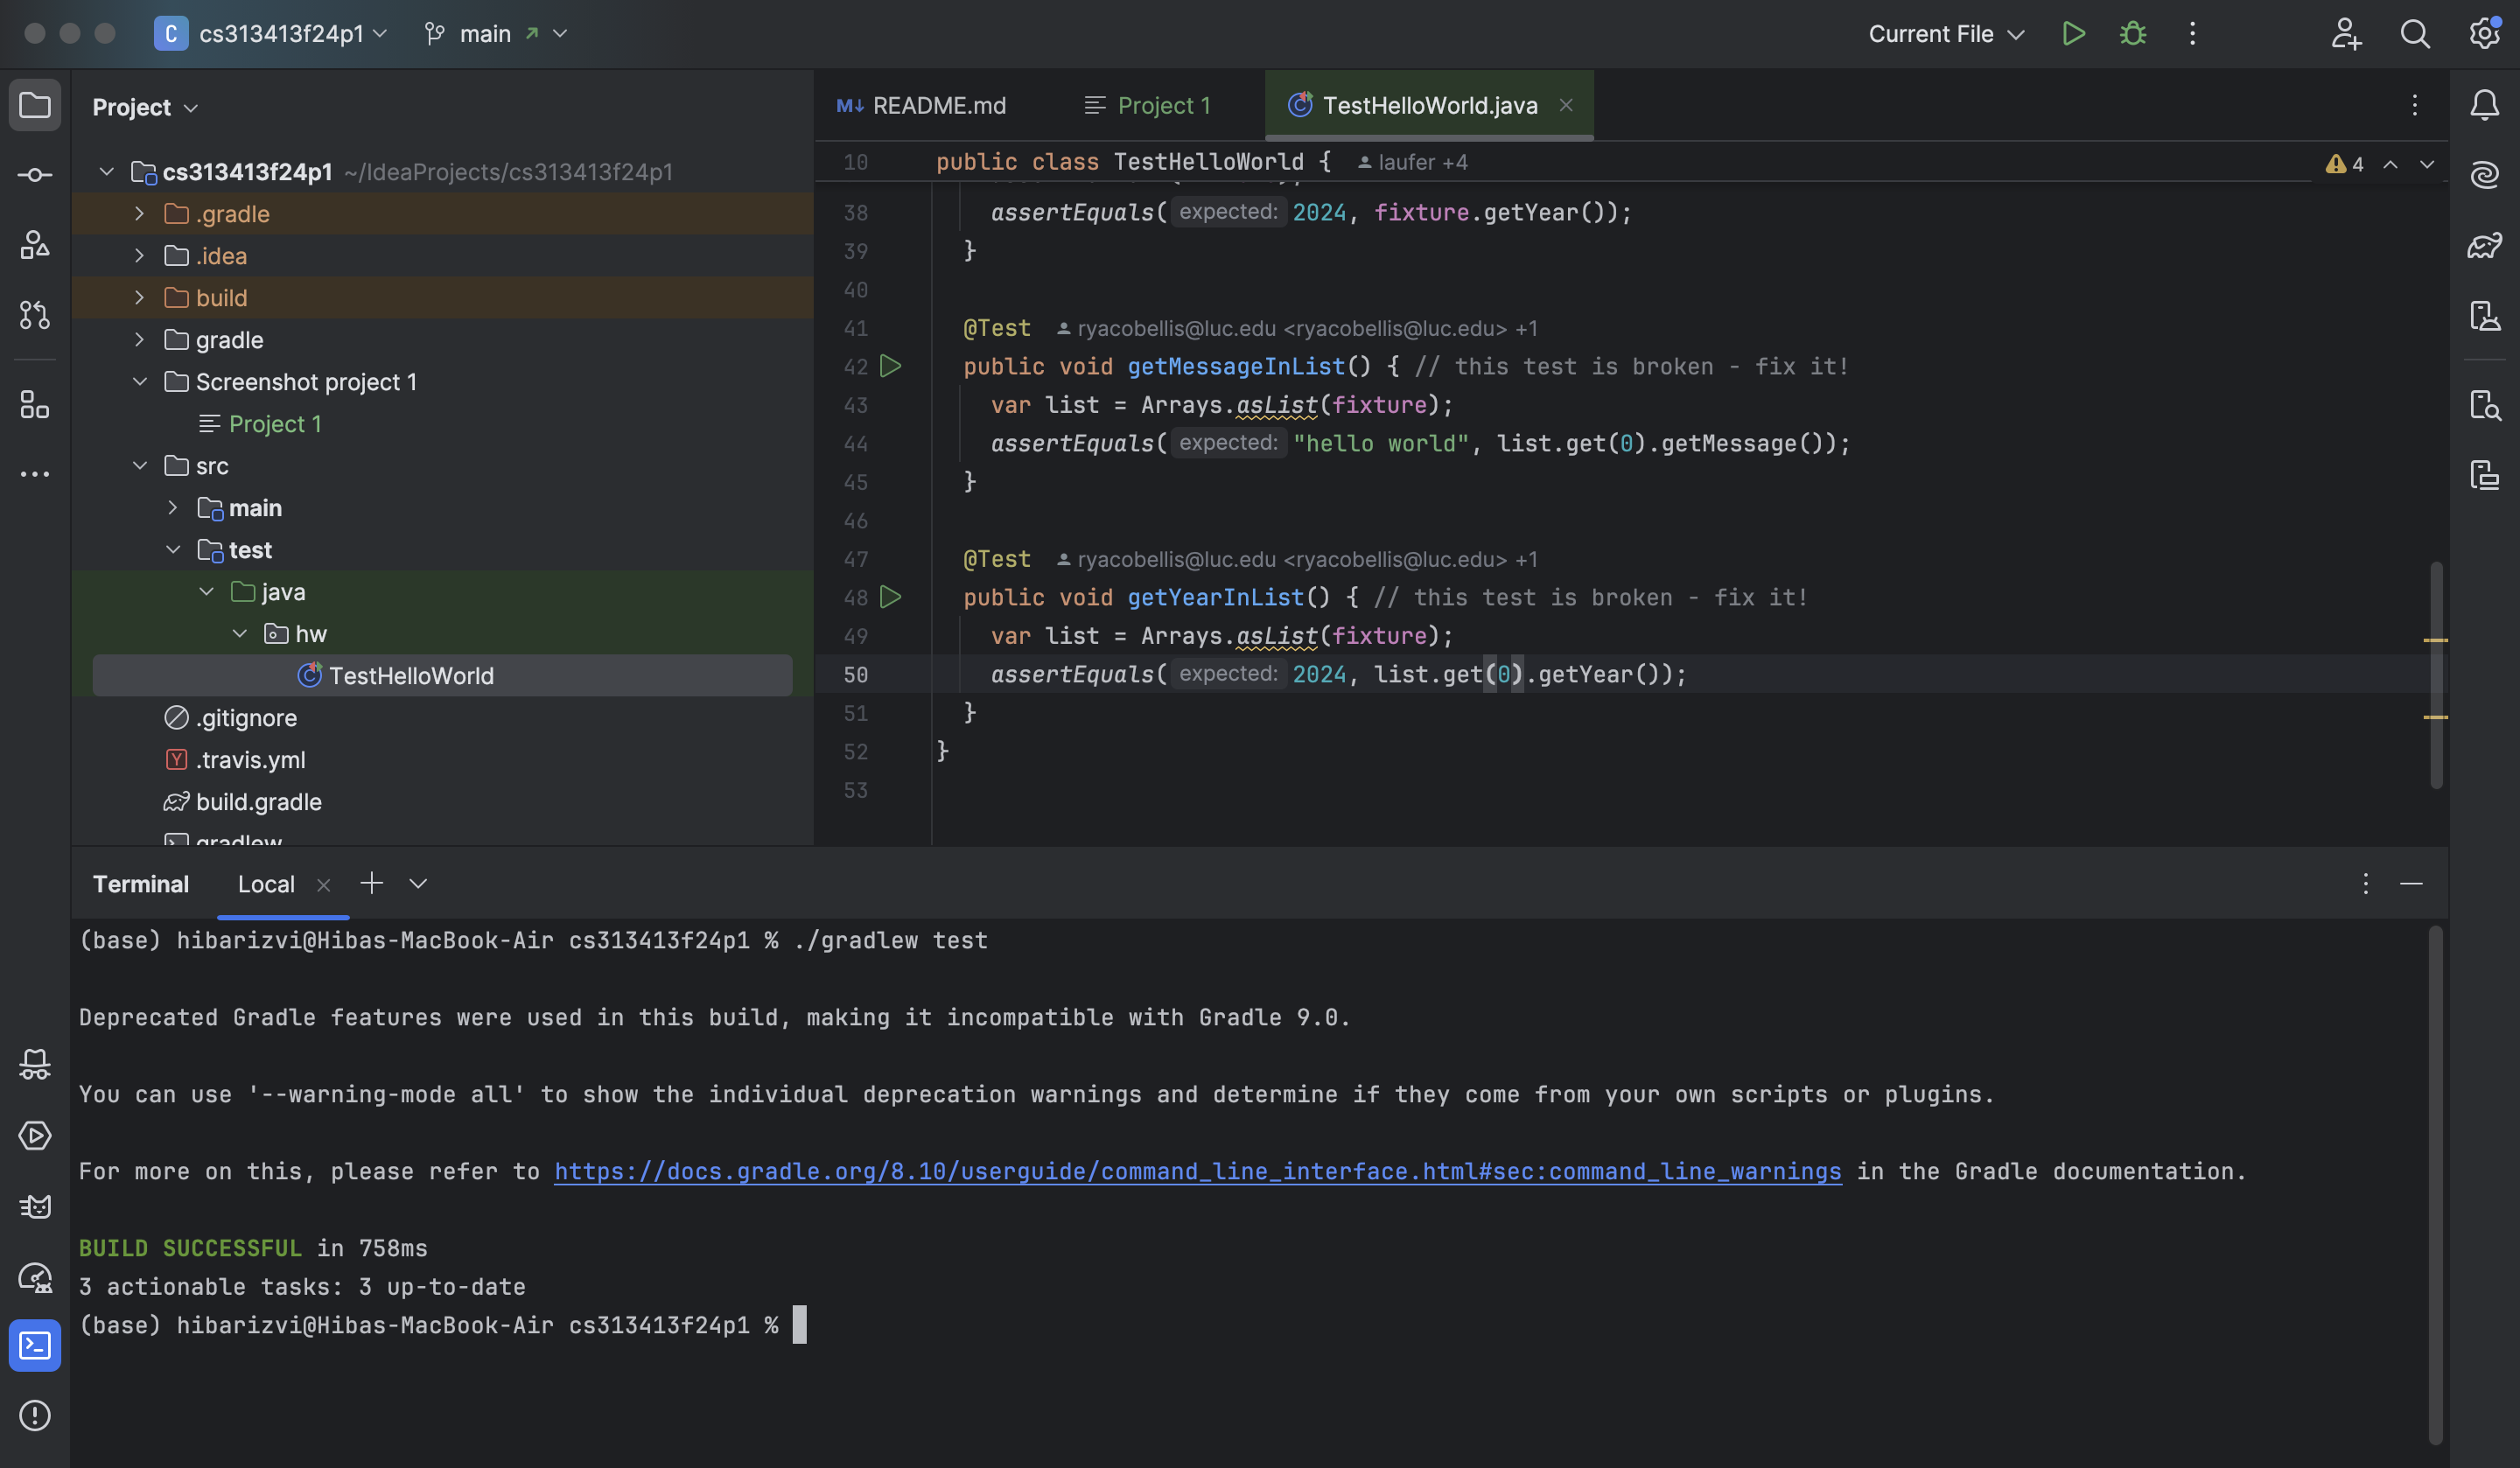 C cs313413f24p1 main Current File
Project
README.md Project 1 TestHelloWorld.java
cs313413f24p1 ~/IdeaProjects/cs313413f24p1
.gradle
.idea
build
gradle
Screenshot project 1
Project 1
src
main
test
java
hw
TestHelloWorld
.gitignore
.travis.yml
build.gradle
gradlew
10 public class TestHelloWorld { laufer +4 4
38 assertEquals( expected: 2024, fixture.getYear());
39 }
40
41 @Test ryacobellis@luc.edu <ryacobellis@luc.edu> +1
42 public void getMessageInList() { // this test is broken - fix it!
43 var list = Arrays.asList(fixture);
44 assertEquals( expected: "hello world", list.get(0).getMessage());
45 }
46
47 @Test ryacobellis@luc.edu <ryacobellis@luc.edu> +1
48 public void getYearInList() { // this test is broken - fix it!
49 var list = Arrays.asList(fixture);
50 assertEquals( expected: 2024, list.get(0).getYear());
51 }
52 }
53
Terminal Local
(base) hibarizvi@Hibas-MacBook-Air cs313413f24p1 % ./gradlew test
Deprecated Gradle features were used in this build, making it incompatible with Gradle 9.0.
You can use '--warning-mode all' to show the individual deprecation warnings and determine if they come from your own scripts or plugins.
For more on this, please refer to https://docs.gradle.org/8.10/userguide/command_line_interface.html#sec:command_line_warnings in the Gradle documentation.
BUILD SUCCESSFUL in 758ms
3 actionable tasks: 3 up-to-date
(base) hibarizvi@Hibas-MacBook-Air cs313413f24p1 %